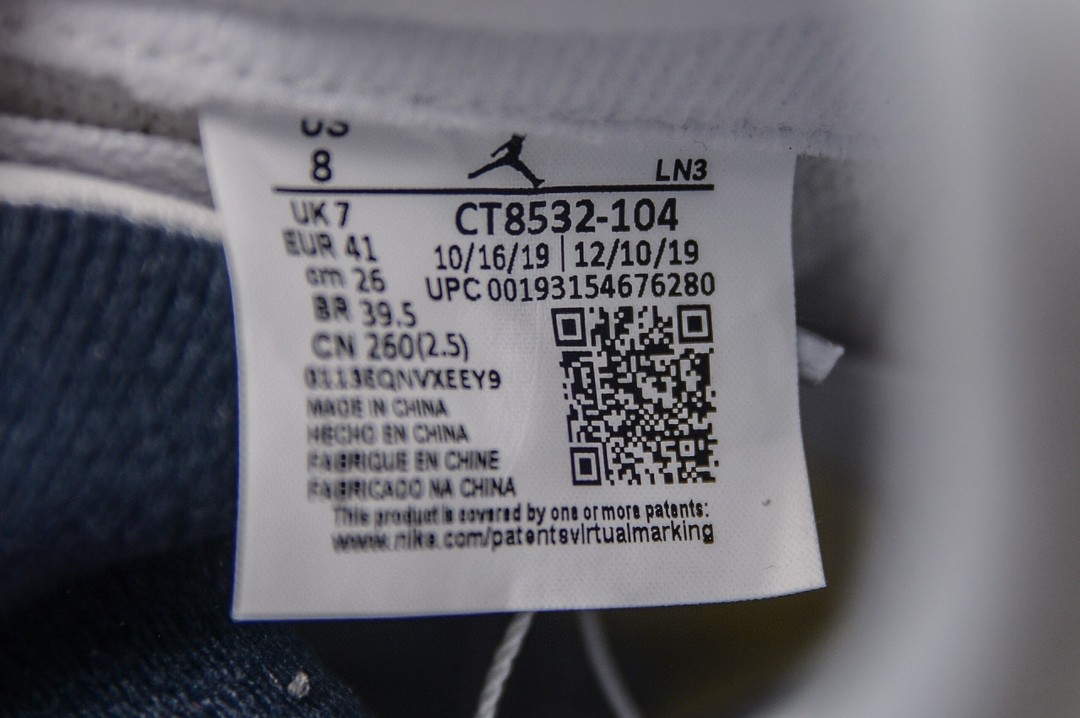 US
8
LN3
UK 7
CT8532-104
EUR 41
10/16/19 | 12/10/19
cm 26
UPC 00193154676280
BR 39.5
CN 260(2.5)
0113EQNVXEEY9
MADE IN CHINA
HECHO EN CHINA
FABRIQUE EN CHINE
FABRICADO NA CHINA
This product is covered by one or more patents:
www.nike.com/patentsvirtualmarking